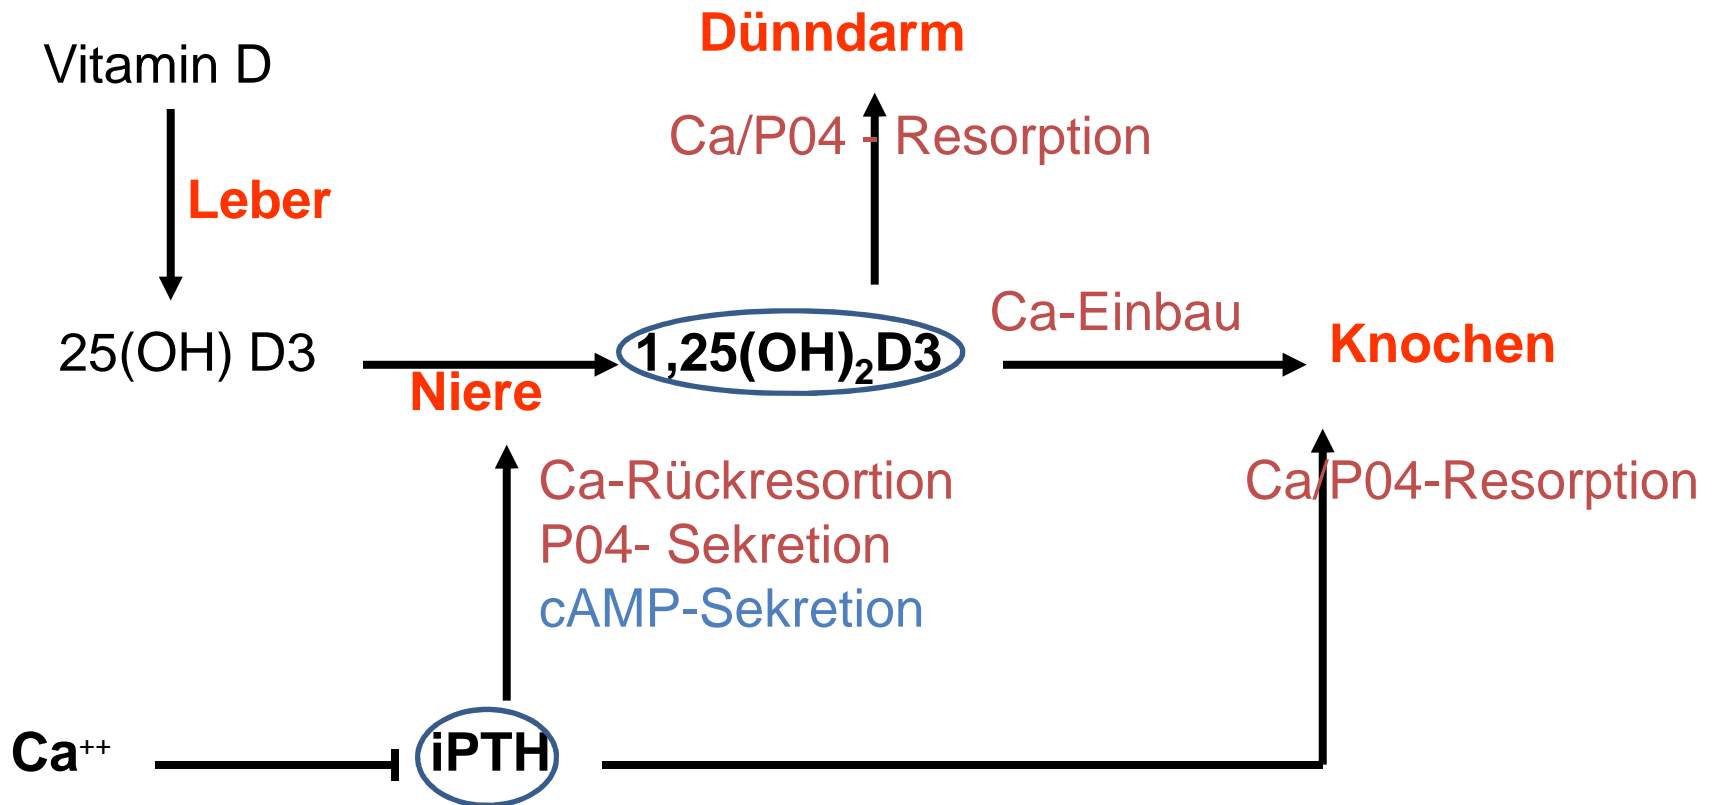 Dünndarm
Vitamin D
Ca/P04 - Resorption
Leber
Ca-Einbau
25(OH) D3
1,25(OH)₂D3
Knochen
Niere
Ca-Rückresortion
Ca/P04-Resorption
P04- Sekretion
cAMP-Sekretion
Ca⁺⁺
iPTH